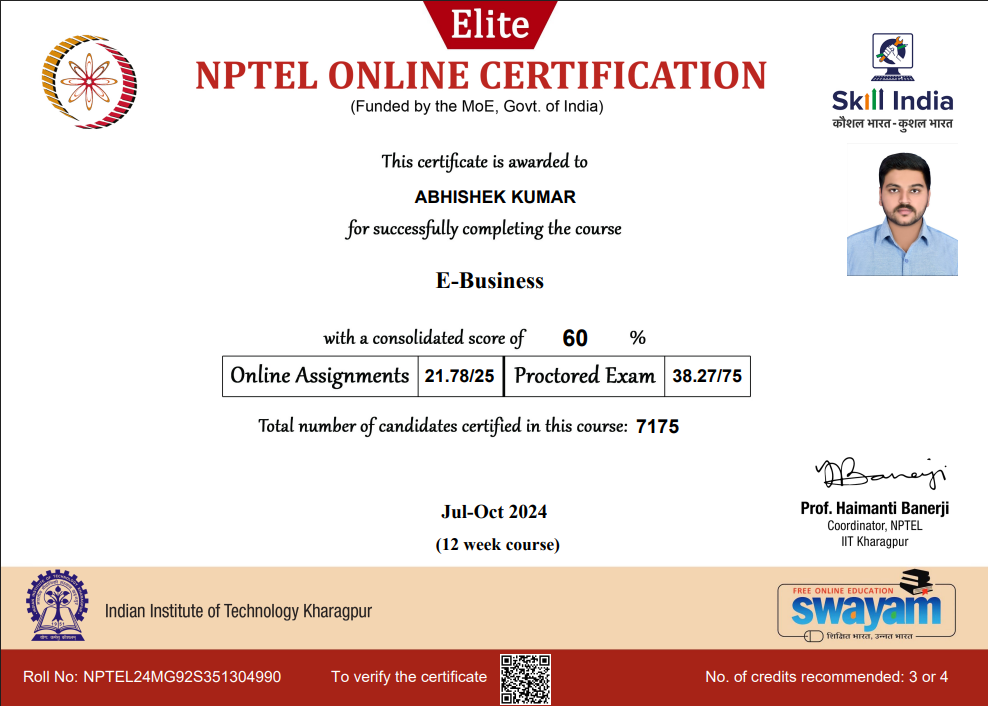 Elite
NPTEL ONLINE CERTIFICATION
(Funded by the MoE, Govt. of India)
Skill India
कौशल भारत - कुशल भारत
This certificate is awarded to
ABHISHEK KUMAR
for successfully completing the course
E-Business
with a consolidated score of 60 %
Online Assignments 21.78/25 Proctored Exam 38.27/75
Total number of candidates certified in this course: 7175
Jul-Oct 2024
(12 week course)
Prof. Haimanti Banerji
Coordinator, NPTEL
IIT Kharagpur
Indian Institute of Technology Kharagpur
FREE ONLINE EDUCATION
swayam
शिक्षित भारत, उन्नत भारत
Roll No: NPTEL24MG92S351304990
To verify the certificate
No. of credits recommended: 3 or 4